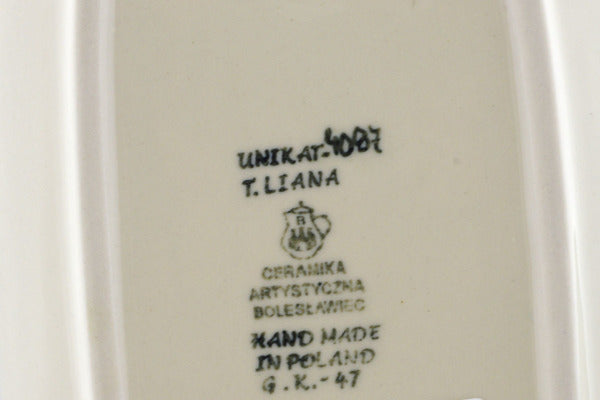 UNIKAT-4087
T.LIANA
B
CERAMIKA
ARTYSTYCZNA
BOLESŁAWIEC
HAND MADE
IN POLAND
G.K.-47